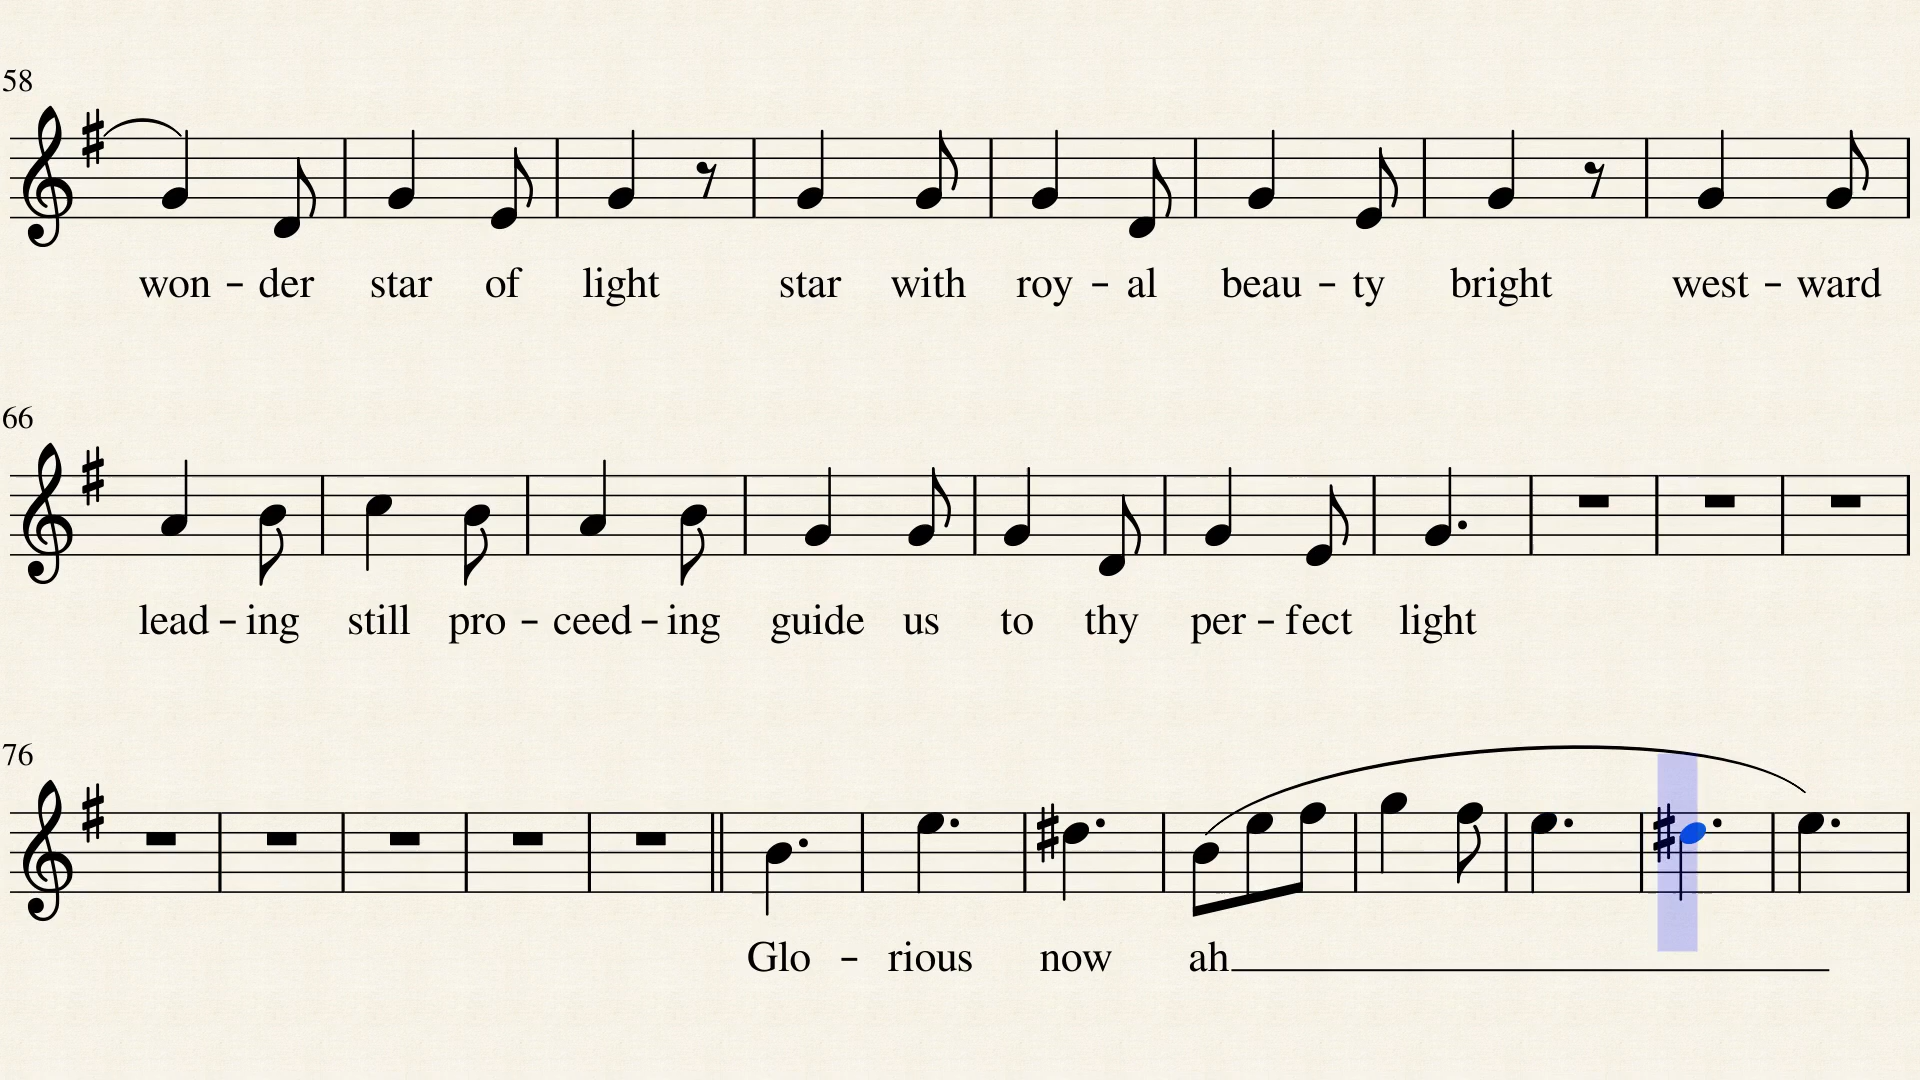 58
won – der star of light star with roy – al beau – ty bright west – ward
66
lead – ing still pro – ceed – ing guide us to thy per – fect light
76
Glo – rious now ah